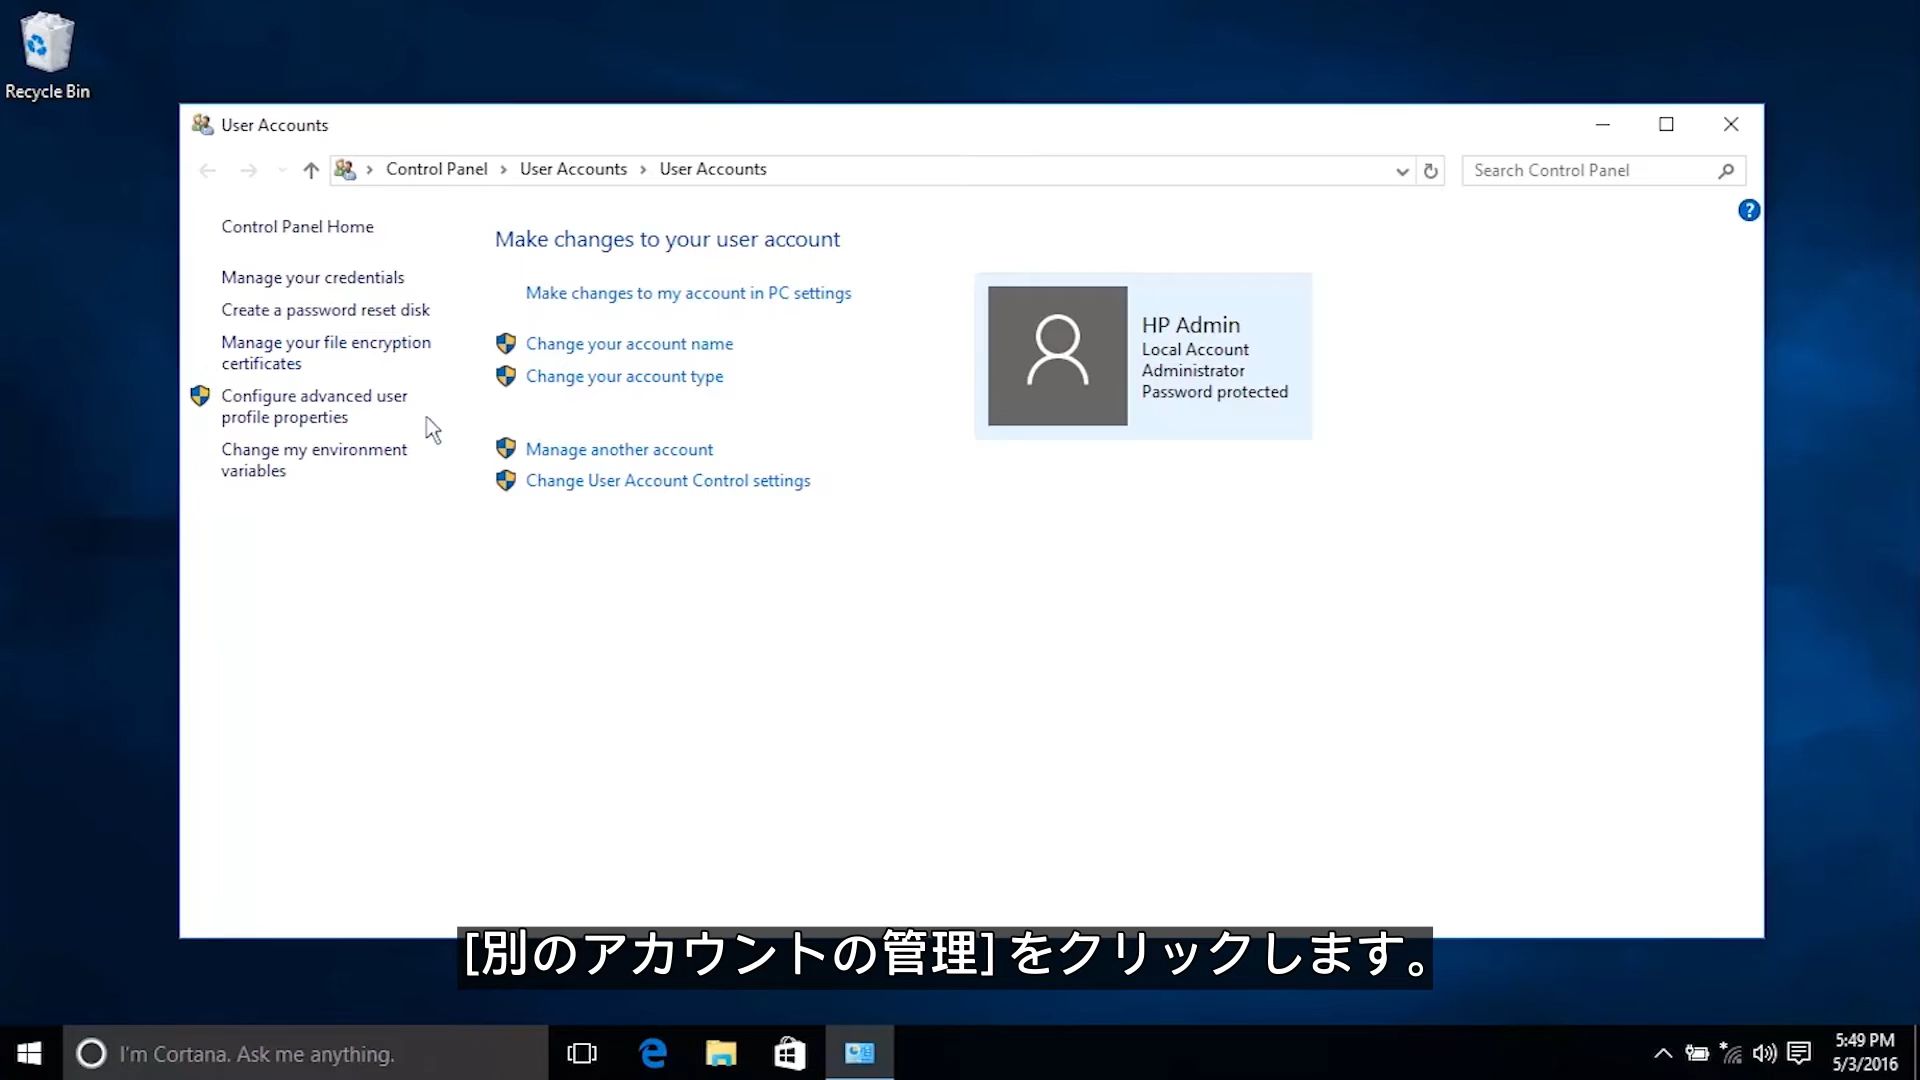 Recycle Bin
User Accounts
Control Panel > User Accounts > User Accounts
Search Control Panel
?
Control Panel Home
Manage your credentials
Create a password reset disk
Manage your file encryption
certificates
Configure advanced user
profile properties
Change my environment
variables
Make changes to your user account
Make changes to my account in PC settings
Change your account name
Change your account type
Manage another account
Change User Account Control settings
HP Admin
Local Account
Administrator
Password protected
[別のアカウントの管理] をクリックします。
I'm Cortana. Ask me anything.
5:49 PM
5/3/2016